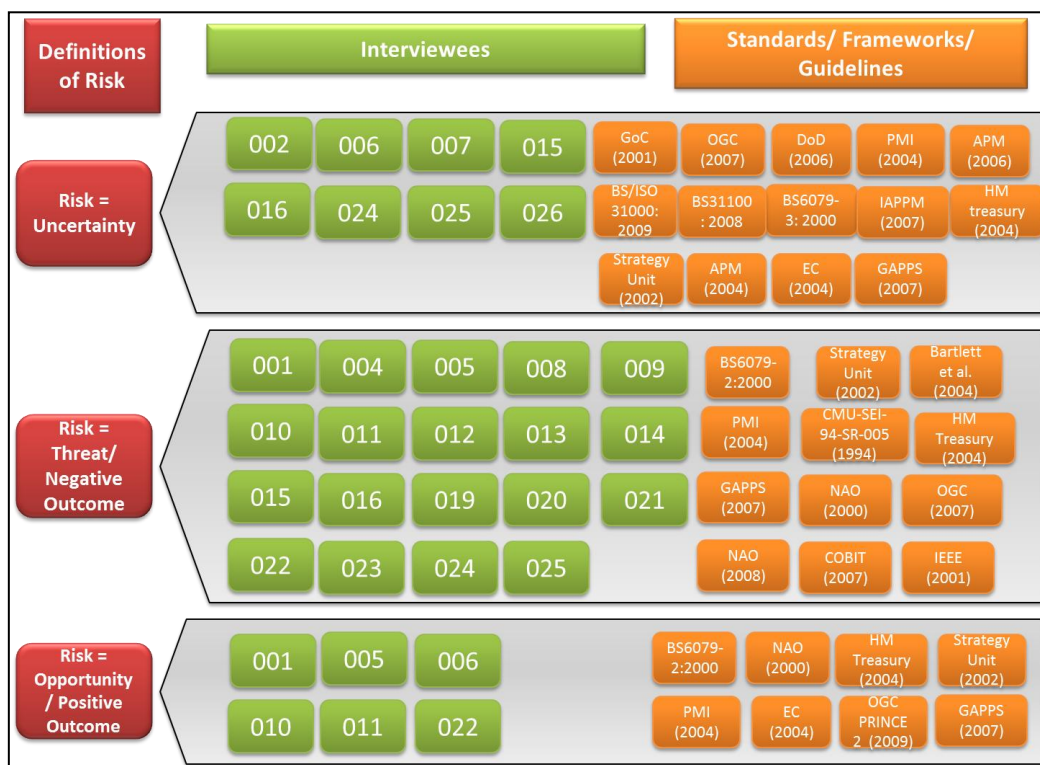 Definitions
of Risk
Interviewees
Standards/ Frameworks/
Guidelines
Risk =
Uncertainty
002
006
007
015
GoC
(2001)
OGC
(2007)
DoD
(2006)
PMI
(2004)
APM
(2006)
016
024
025
026
BS/ISO
31000:
2009
BS31100
: 2008
BS6079-
3: 2000
IAPPM
(2007)
HM
treasury
(2004)
Strategy
Unit
(2002)
APM
(2004)
EC
(2004)
GAPPS
(2007)
Risk =
Threat/
Negative
Outcome
001
004
005
008
009
BS6079-
2:2000
Strategy
Unit
(2002)
Bartlett
et al.
(2004)
010
011
012
013
014
PMI
(2004)
CMU-SEI-
94-SR-005
(1994)
HM
Treasury
(2004)
015
016
019
020
021
GAPPS
(2007)
NAO
(2000)
OGC
(2007)
022
023
024
025
NAO
(2008)
COBIT
(2007)
IEEE
(2001)
Risk =
Opportunity
/ Positive
Outcome
001
005
006
BS6079-
2:2000
NAO
(2000)
HM
Treasury
(2004)
Strategy
Unit
(2002)
010
011
022
PMI
(2004)
EC
(2004)
OGC
PRINCE
2 (2009)
GAPPS
(2007)